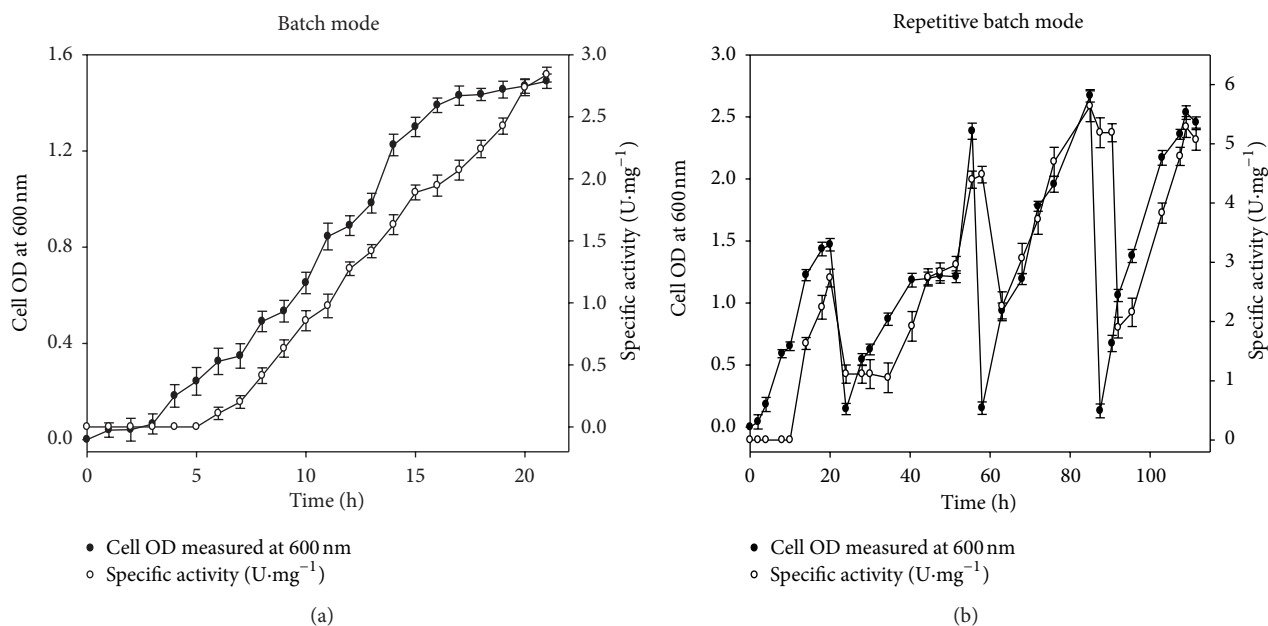 Batch mode
1.6
1.2
0.8
0.4
0.0
Cell OD at 600 nm
3.0
2.5
2.0
1.5
1.0
0.5
0.0
Specific activity (U·mg−1)
0 5 10 15 20
Time (h)
Cell OD measured at 600 nm
Specific activity (U·mg−1)
(a)
Repetitive batch mode
3.0
2.5
2.0
1.5
1.0
0.5
0.0
Cell OD at 600 nm
6
5
4
3
2
1
0
Specific activity (U·mg−1)
0 20 40 60 80 100
Time (h)
Cell OD measured at 600 nm
Specific activity (U·mg−1)
(b)